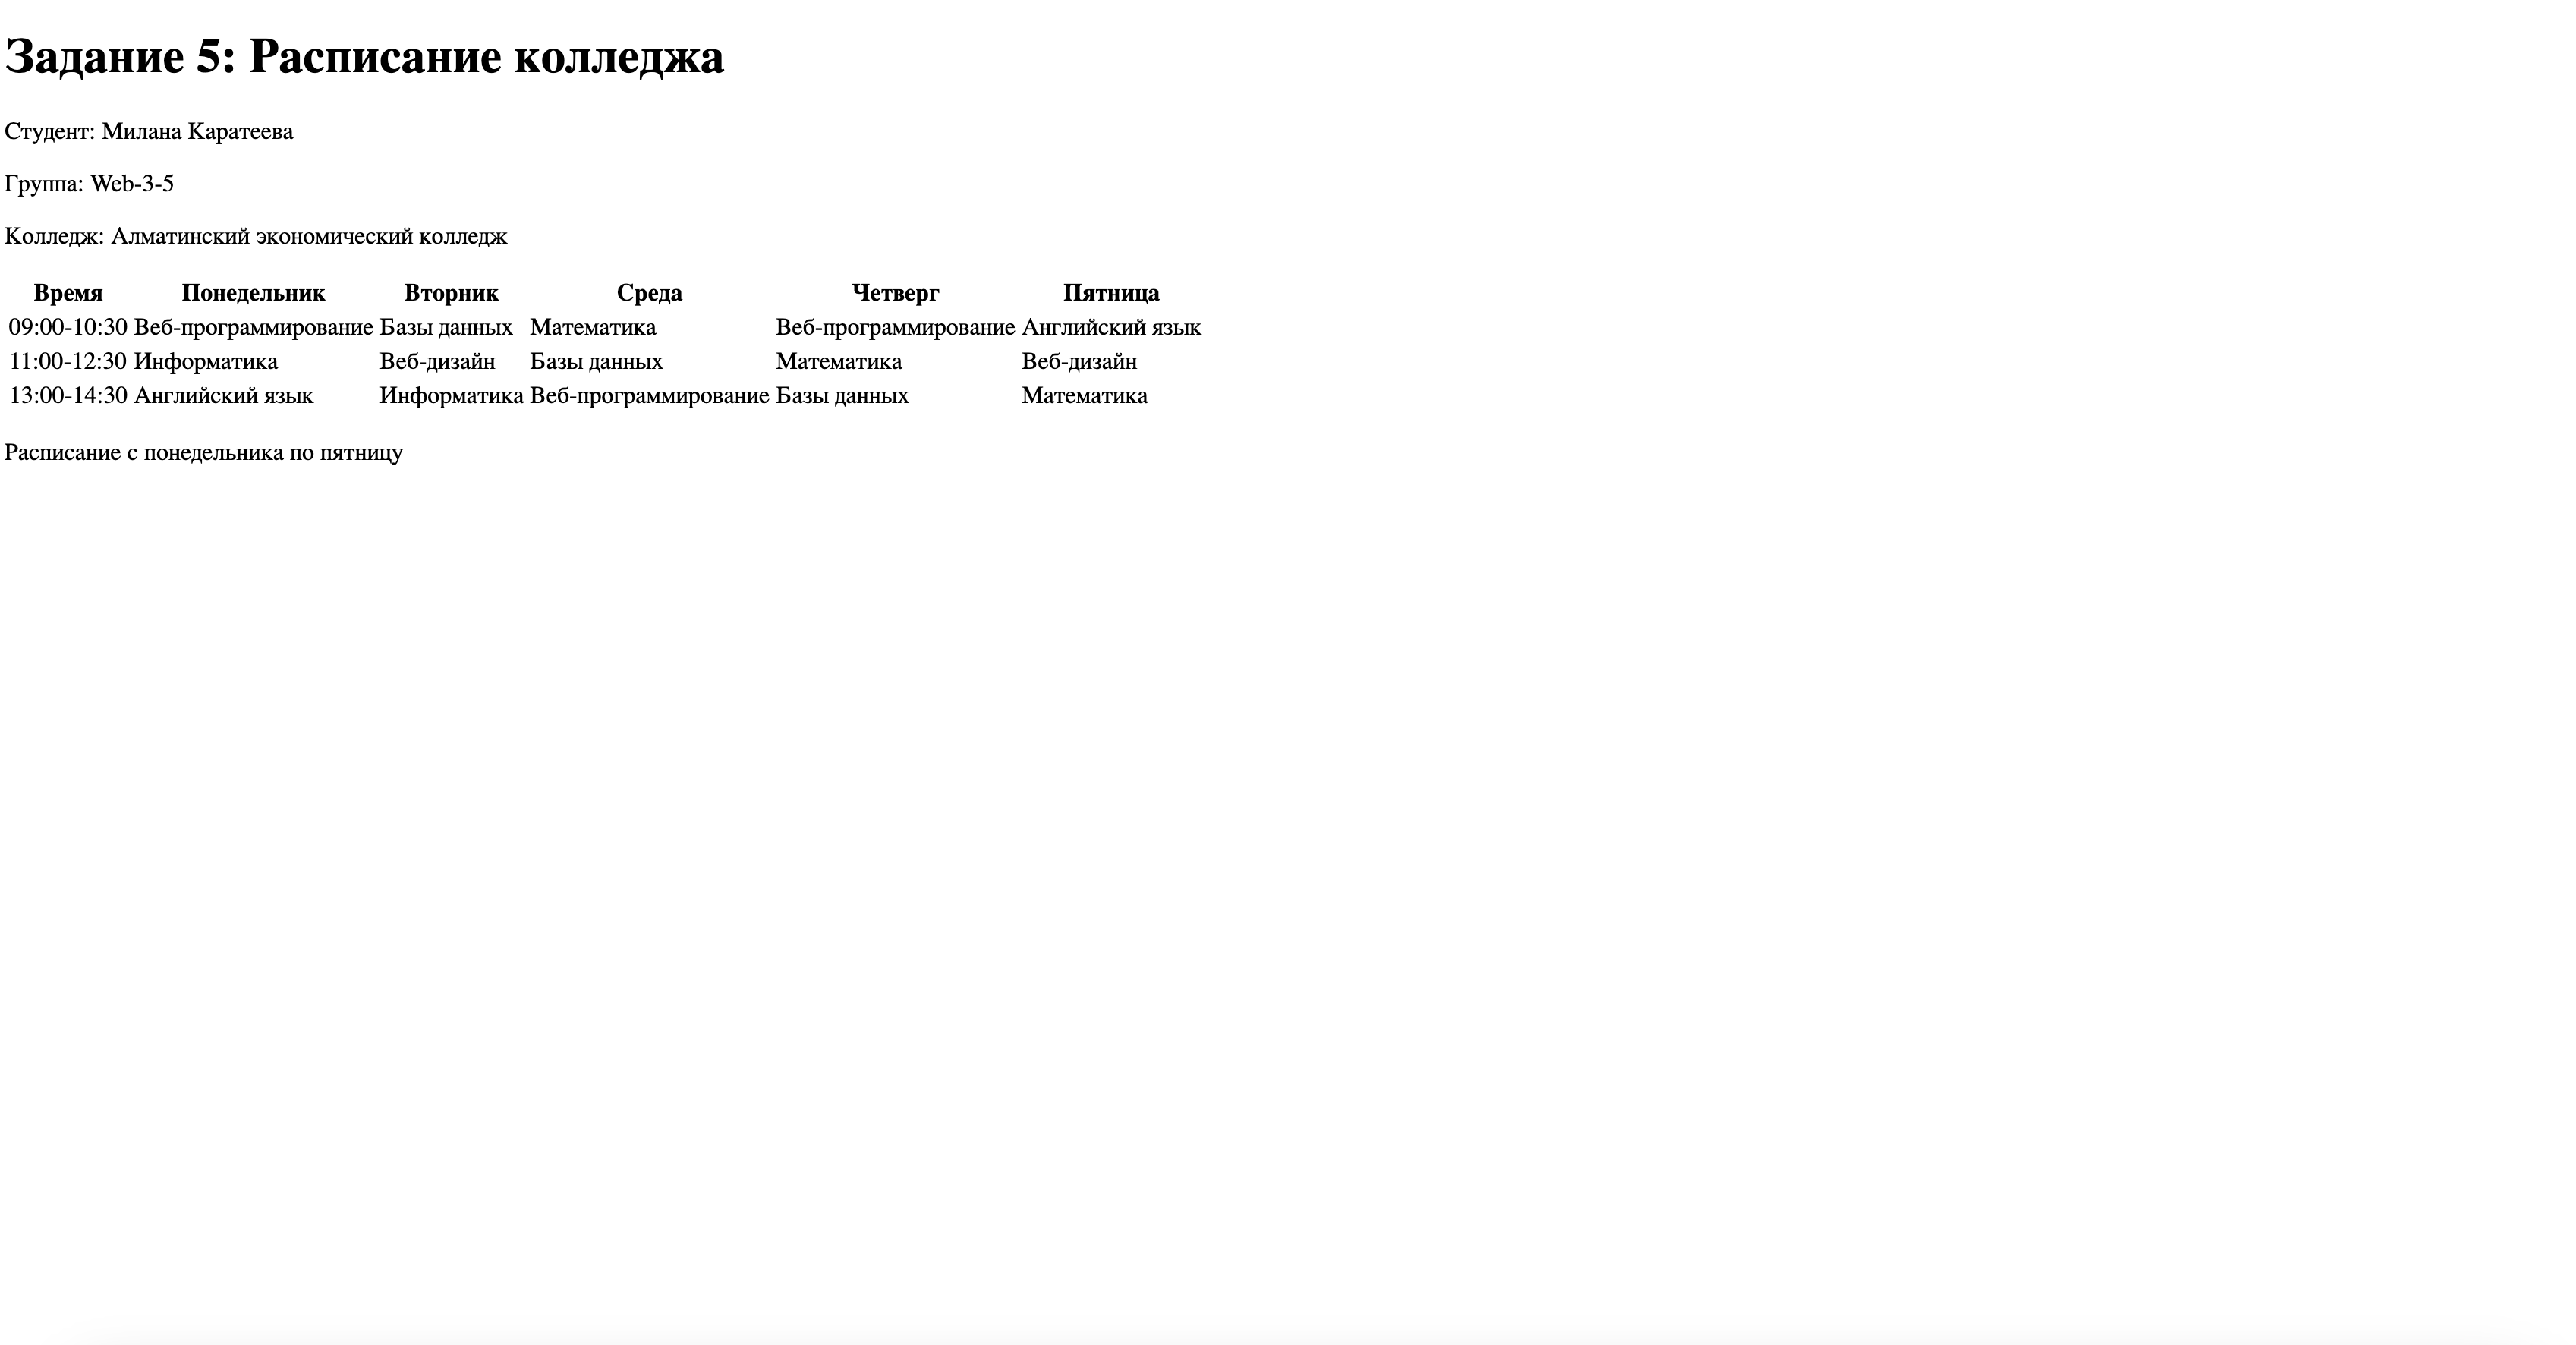 Задание 5: Расписание колледжа
Студент: Милана Каратеева
Группа: Web-3-5
Колледж: Алматинский экономический колледж
Время Понедельник Вторник Среда Четверг Пятница
09:00-10:30 Веб-программирование Базы данных Математика Веб-программирование Английский язык
11:00-12:30 Информатика Веб-дизайн Базы данных Математика Веб-дизайн
13:00-14:30 Английский язык Информатика Веб-программирование Базы данных Математика
Расписание с понедельника по пятницу